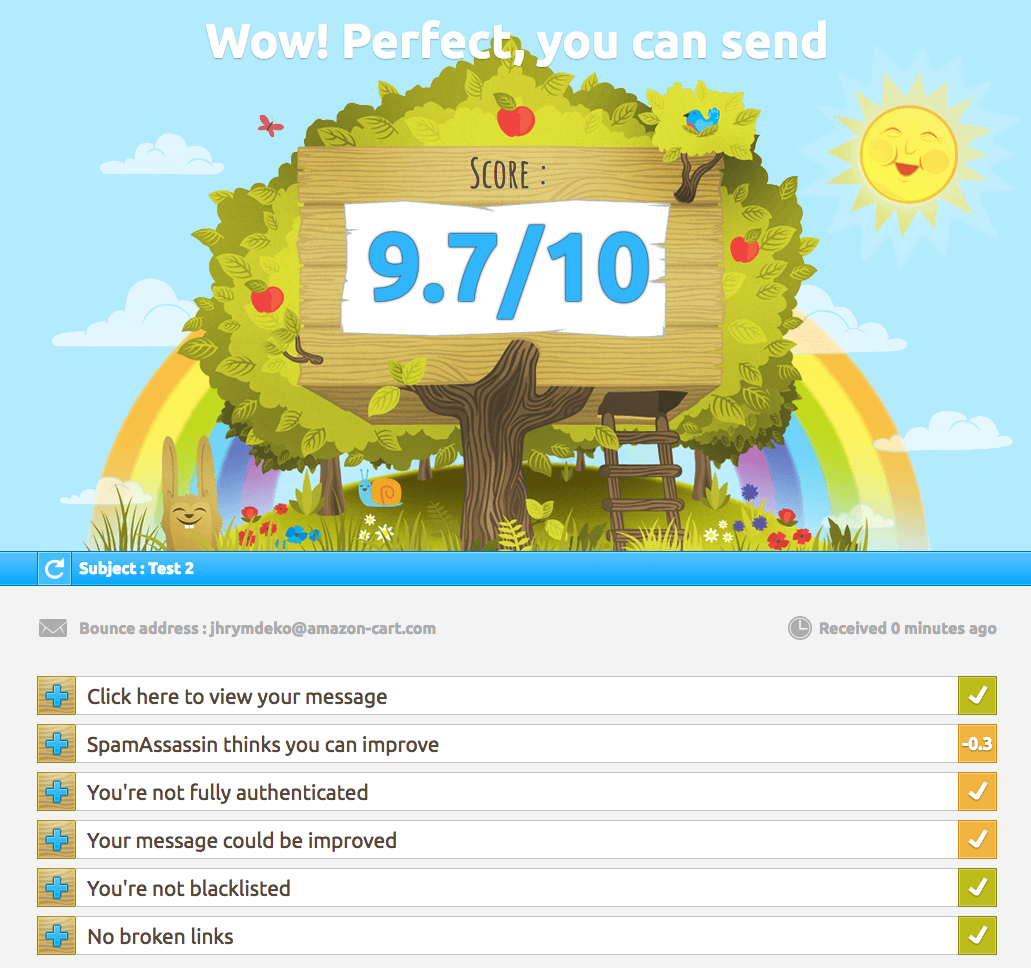 Wow! Perfect, you can send
Score :
9.7/10
Subject : Test 2
Bounce address : jhrymdeko@amazon-cart.com
Received 0 minutes ago
Click here to view your message
SpamAssassin thinks you can improve
-0.3
You're not fully authenticated
Your message could be improved
You're not blacklisted
No broken links